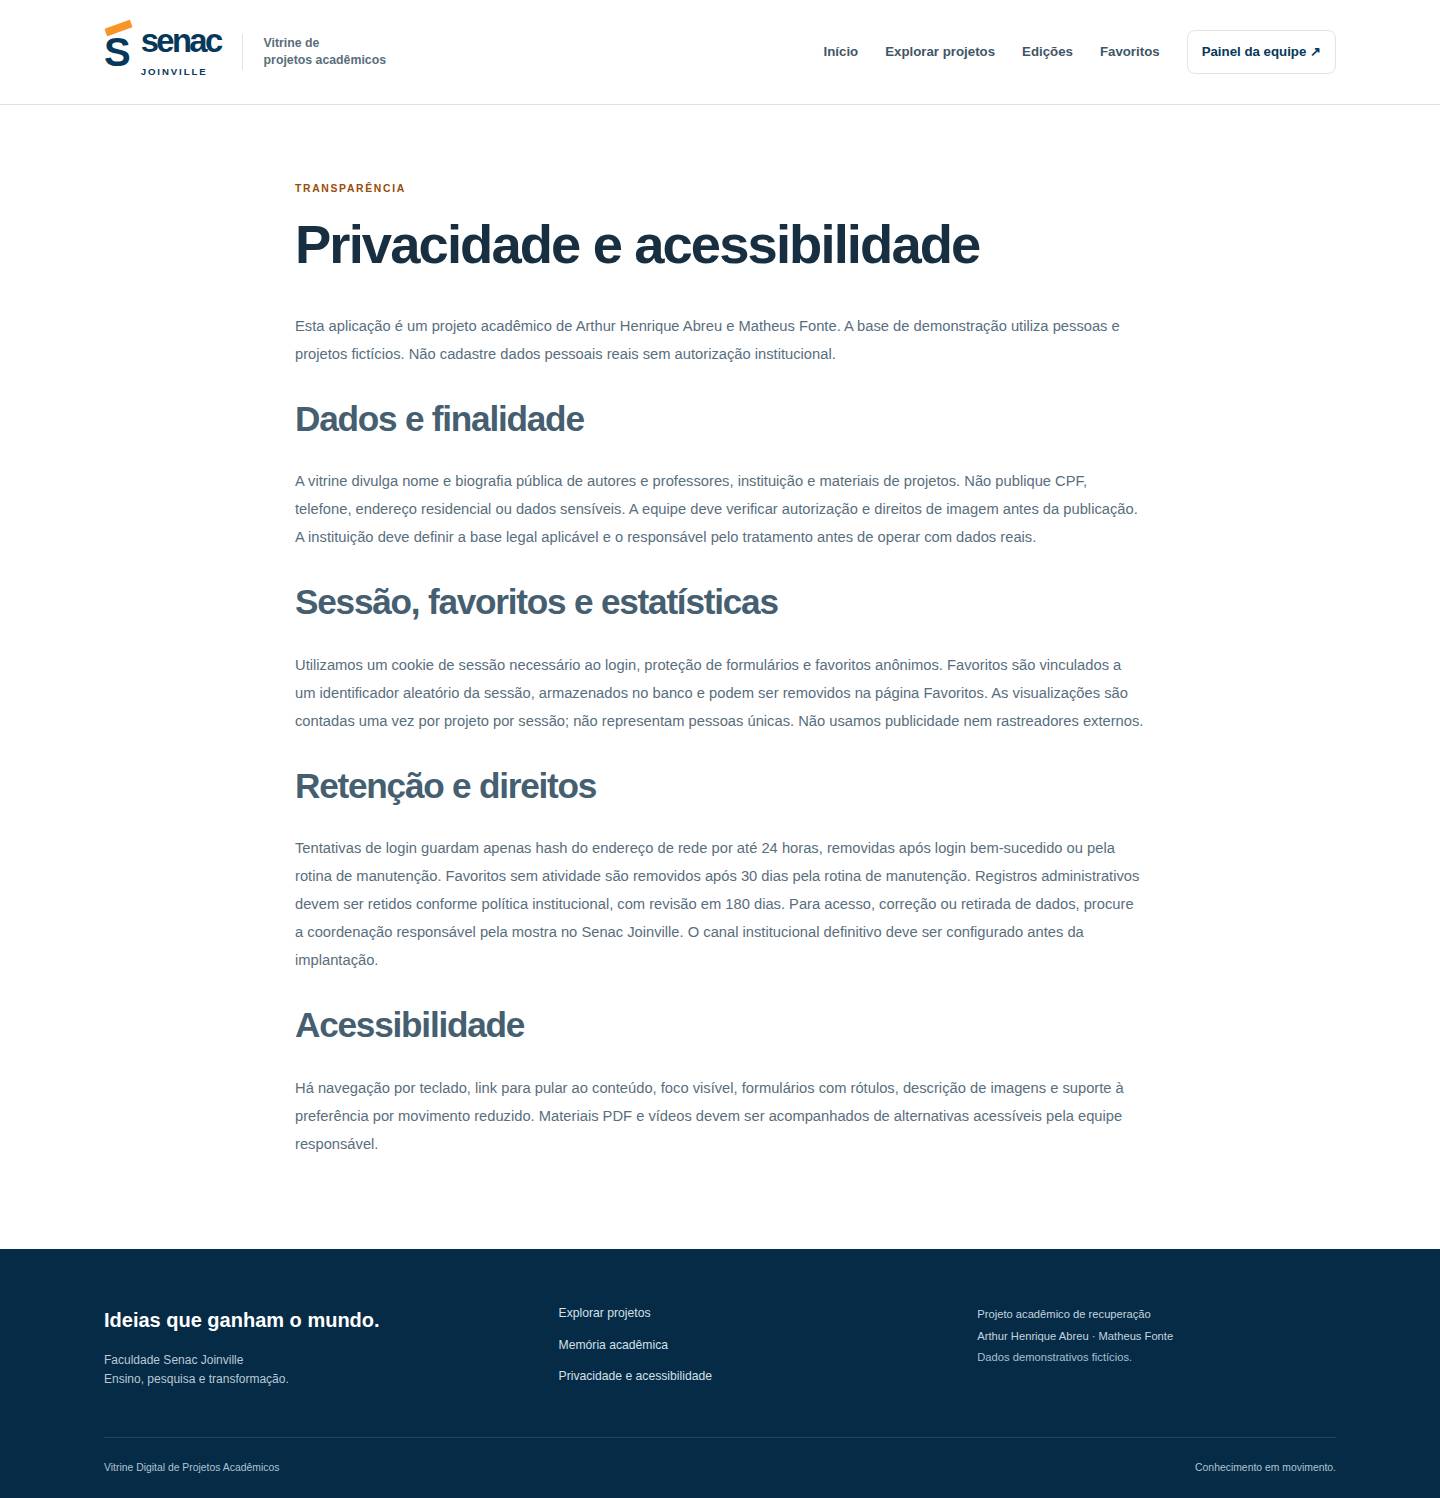 S senac
JOINVILLE
Vitrine de
projetos acadêmicos
Início Explorar projetos Edições Favoritos Painel da equipe ↗
TRANSPARÊNCIA
Privacidade e acessibilidade
Esta aplicação é um projeto acadêmico de Arthur Henrique Abreu e Matheus Fonte. A base de demonstração utiliza pessoas e
projetos fictícios. Não cadastre dados pessoais reais sem autorização institucional.
Dados e finalidade
A vitrine divulga nome e biografia pública de autores e professores, instituição e materiais de projetos. Não publique CPF,
telefone, endereço residencial ou dados sensíveis. A equipe deve verificar autorização e direitos de imagem antes da publicação.
A instituição deve definir a base legal aplicável e o responsável pelo tratamento antes de operar com dados reais.
Sessão, favoritos e estatísticas
Utilizamos um cookie de sessão necessário ao login, proteção de formulários e favoritos anônimos. Favoritos são vinculados a
um identificador aleatório da sessão, armazenados no banco e podem ser removidos na página Favoritos. As visualizações são
contadas uma vez por projeto por sessão; não representam pessoas únicas. Não usamos publicidade nem rastreadores externos.
Retenção e direitos
Tentativas de login guardam apenas hash do endereço de rede por até 24 horas, removidas após login bem-sucedido ou pela
rotina de manutenção. Favoritos sem atividade são removidos após 30 dias pela rotina de manutenção. Registros administrativos
devem ser retidos conforme política institucional, com revisão em 180 dias. Para acesso, correção ou retirada de dados, procure
a coordenação responsável pela mostra no Senac Joinville. O canal institucional definitivo deve ser configurado antes da
implantação.
Acessibilidade
Há navegação por teclado, link para pular ao conteúdo, foco visível, formulários com rótulos, descrição de imagens e suporte à
preferência por movimento reduzido. Materiais PDF e vídeos devem ser acompanhados de alternativas acessíveis pela equipe
responsável.
Ideias que ganham o mundo.
Faculdade Senac Joinville
Ensino, pesquisa e transformação.
Explorar projetos
Memória acadêmica
Privacidade e acessibilidade
Projeto acadêmico de recuperação
Arthur Henrique Abreu · Matheus Fonte
Dados demonstrativos fictícios.
Vitrine Digital de Projetos Acadêmicos
Conhecimento em movimento.